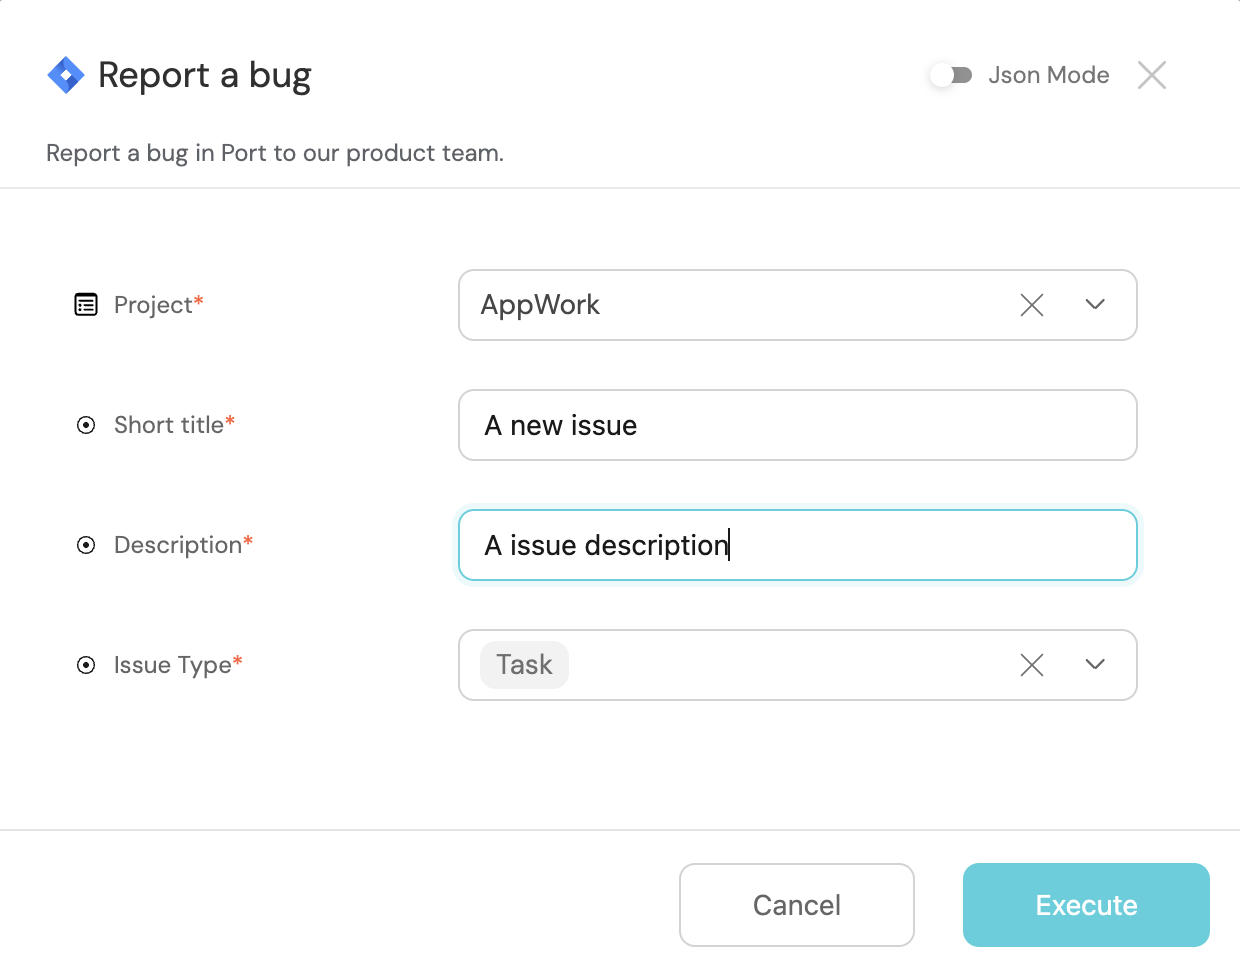 Report a bug
Json Mode
Report a bug in Port to our product team.
Project*
AppWork
Short title*
A new issue
Description*
A issue description
Issue Type*
Task
Cancel
Execute